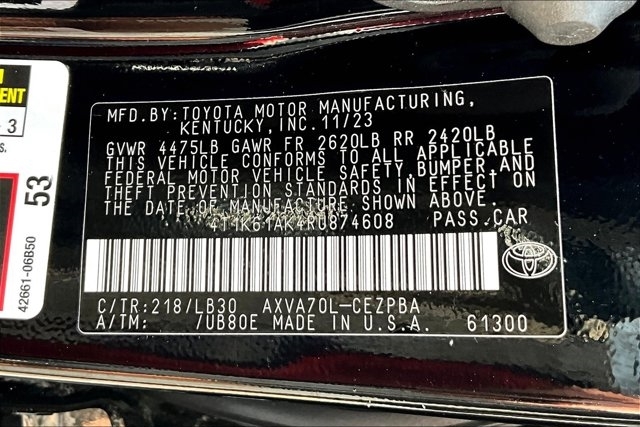 MFD. BY: TOYOTA MOTOR MANUFACTURING,
KENTUCKY, INC. 11/23
GVWR 4475LB GAWR FR 2620LB RR 2420LB
THIS VEHICLE CONFORMS TO ALL APPLICABLE
FEDERAL MOTOR VEHICLE SAFETY, BUMPER, AND
THEFT PREVENTION STANDARDS IN EFFECT ON
THE DATE OF MANUFACTURE SHOWN ABOVE.
4T1K61AK4RU874608 PASS. CAR
C/TR: 218/LB30 AXVA70L-CEZPBA
A/TM: /UB80E MADE IN U.S.A. 61300
3
53
42661-06B50